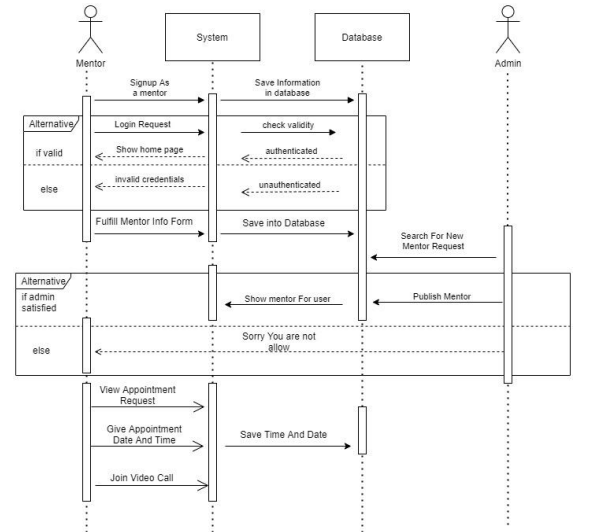 System
Database
Mentor
Admin
Signup As
a mentor
Save Information
in database
Alternative
Login Request
check validity
if valid
Show home page
authenticated
else
invalid credentials
unauthenticated
Fulfill Mentor Info Form
Save into Database
Search For New
Mentor Request
Alternative
if admin
satisfied
Show mentor For user
Publish Mentor
else
Sorry You are not
allow
View Appointment
Request
Give Appointment
Date And Time
Save Time And Date
Join Video Call